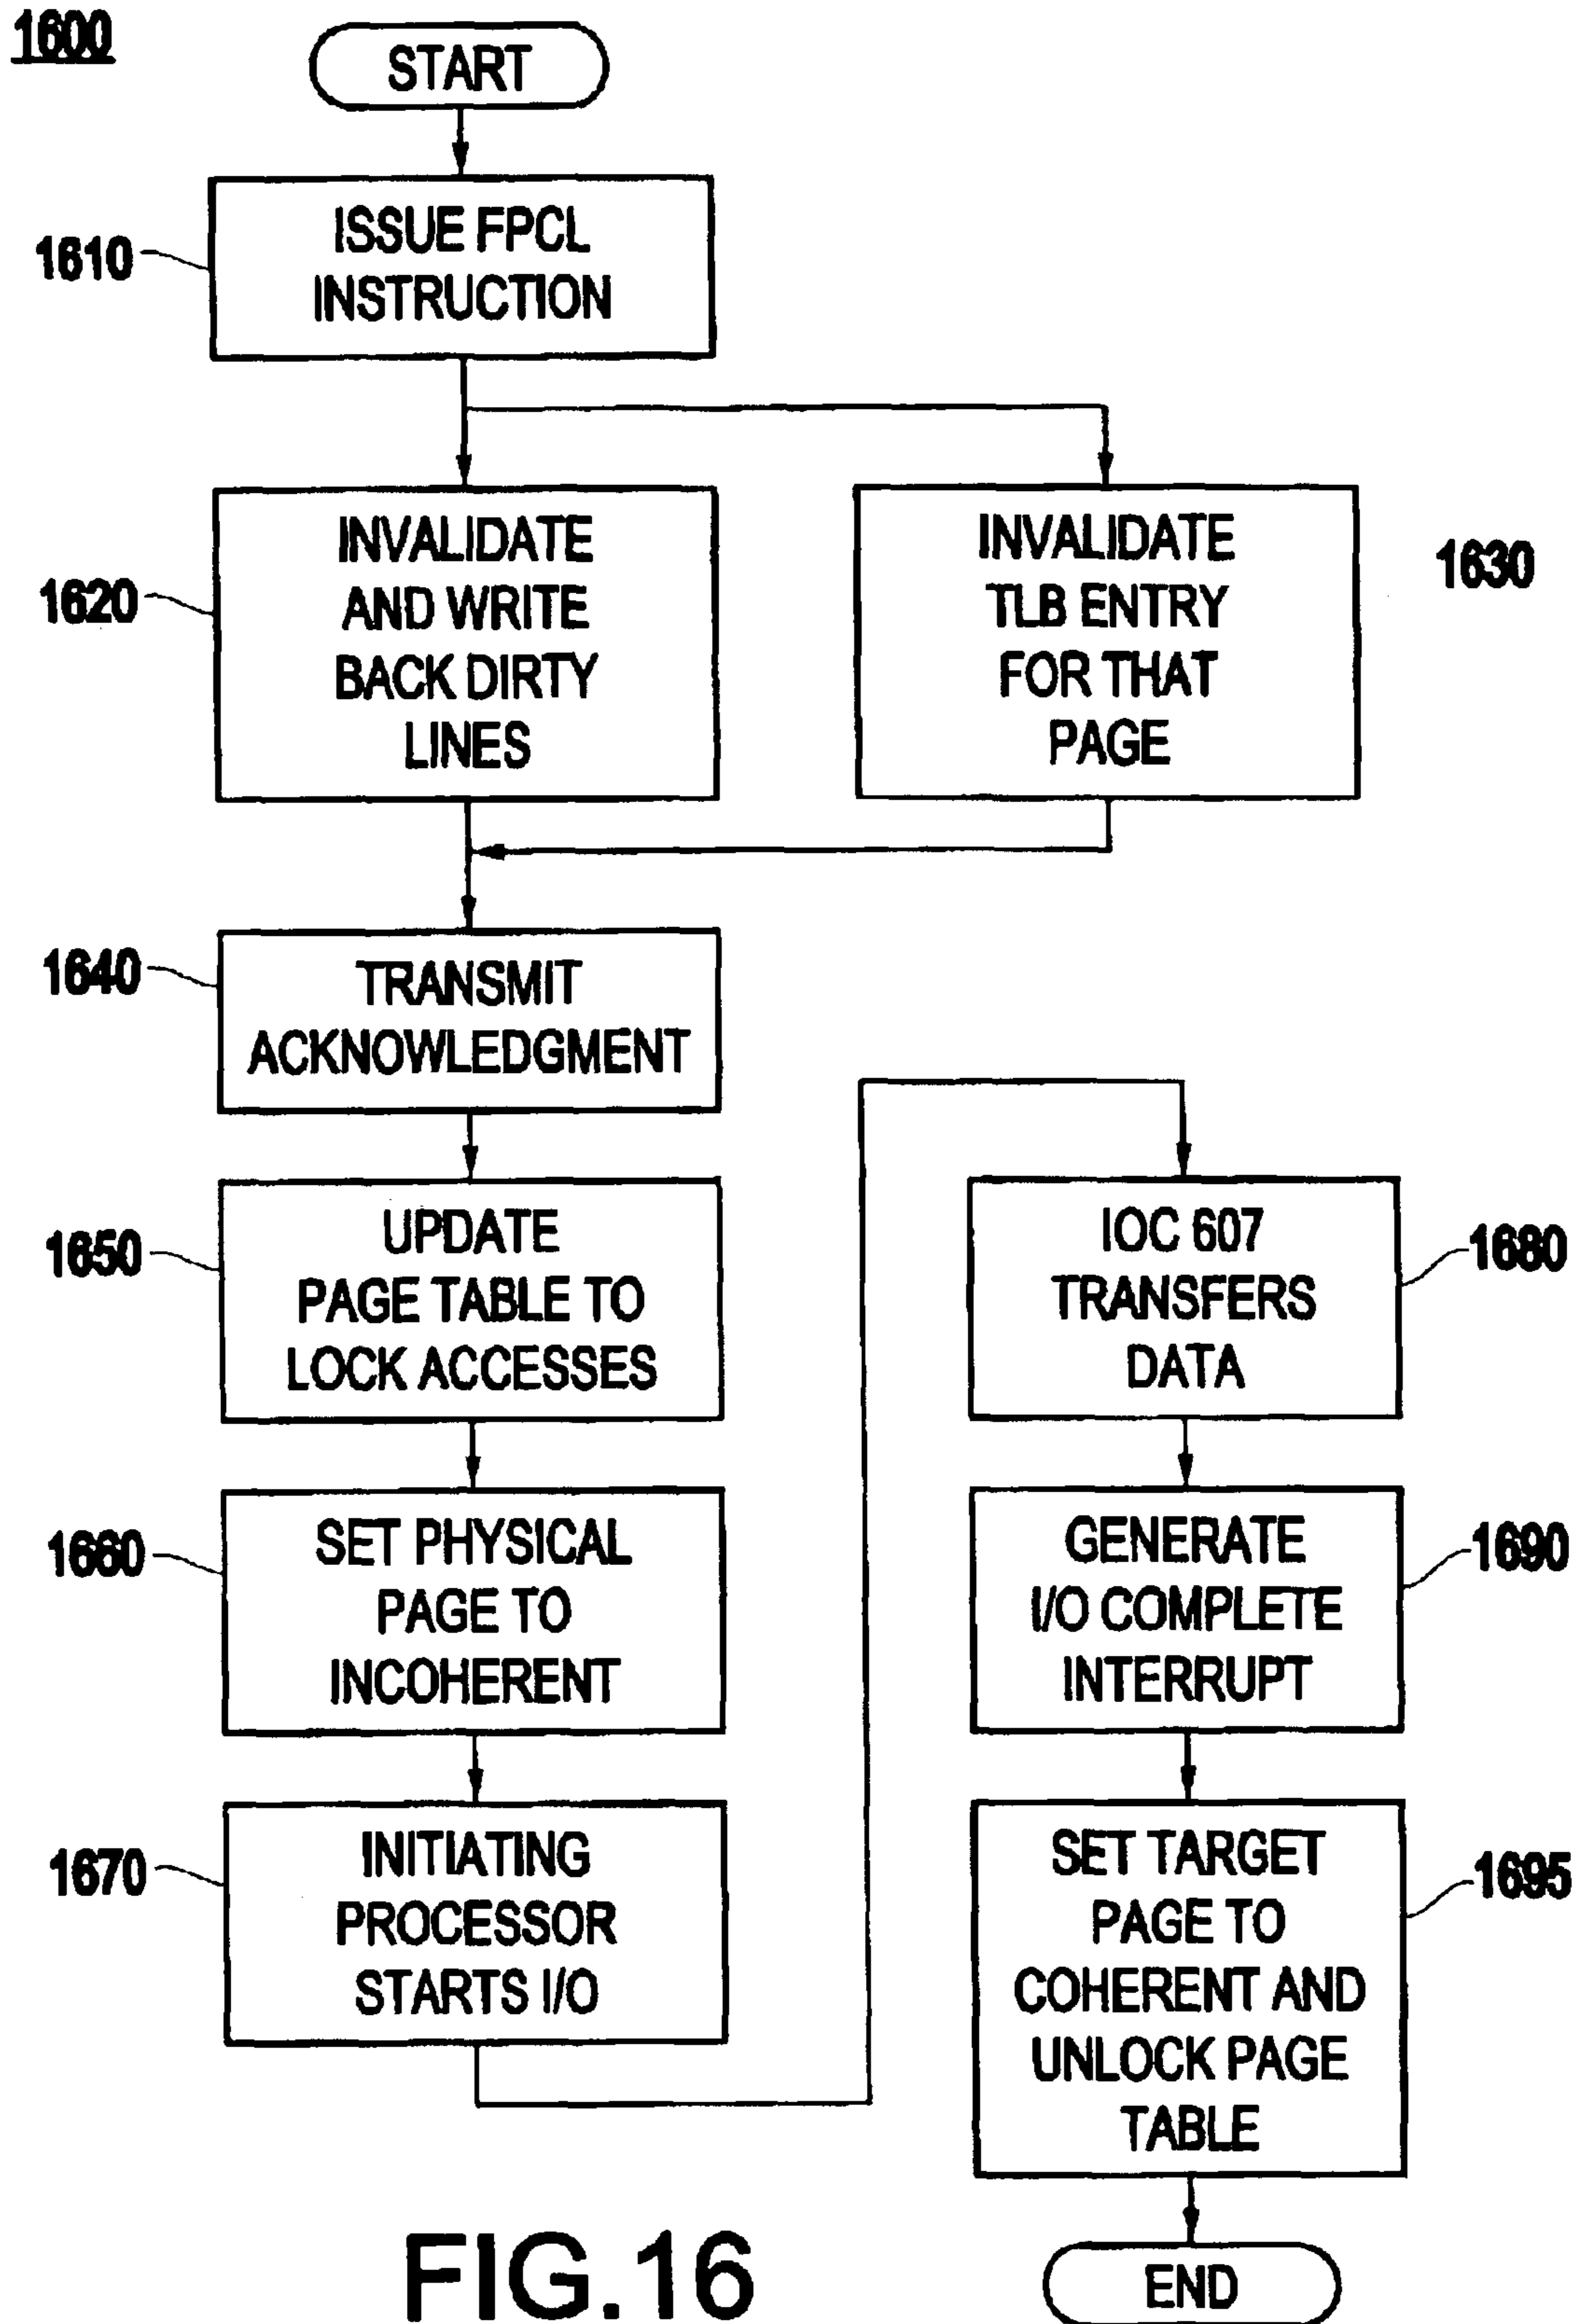 1600
START
1610
ISSUE FPCL
INSTRUCTION
1620
INVALIDATE
AND WRITE
BACK DIRTY
LINES
INVALIDATE
TLB ENTRY
FOR THAT
PAGE
1630
1640
TRANSMIT
ACKNOWLEDGMENT
1650
UPDATE
PAGE TABLE TO
LOCK ACCESSES
1660
SET PHYSICAL
PAGE TO
INCOHERENT
1670
INITIATING
PROCESSOR
STARTS I/O
IOC 607
TRANSFERS
DATA
1680
GENERATE
I/O COMPLETE
INTERRUPT
1690
SET TARGET
PAGE TO
COHERENT AND
UNLOCK PAGE
TABLE
1695
END
FIG.16